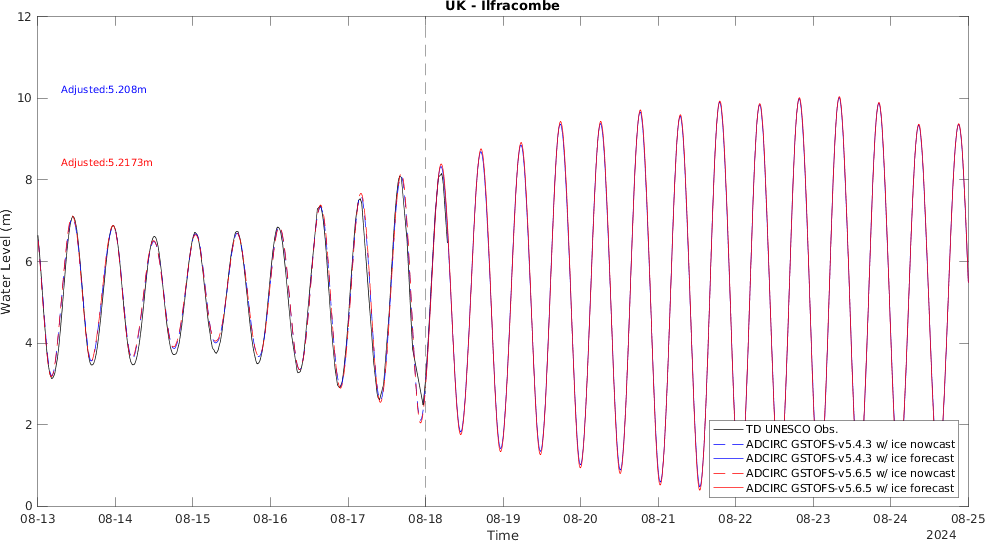 UK - Ilfracombe
12
10
8
6
4
2
0
Water Level (m)
Adjusted:5.208m
Adjusted:5.2173m
TD UNESCO Obs.
ADCIRC GSTOFS-v5.4.3 w/ ice nowcast
ADCIRC GSTOFS-v5.4.3 w/ ice forecast
ADCIRC GSTOFS-v5.6.5 w/ ice nowcast
ADCIRC GSTOFS-v5.6.5 w/ ice forecast
08-13 08-14 08-15 08-16 08-17 08-18 08-19 08-20 08-21 08-22 08-23 08-24 08-25
Time
2024